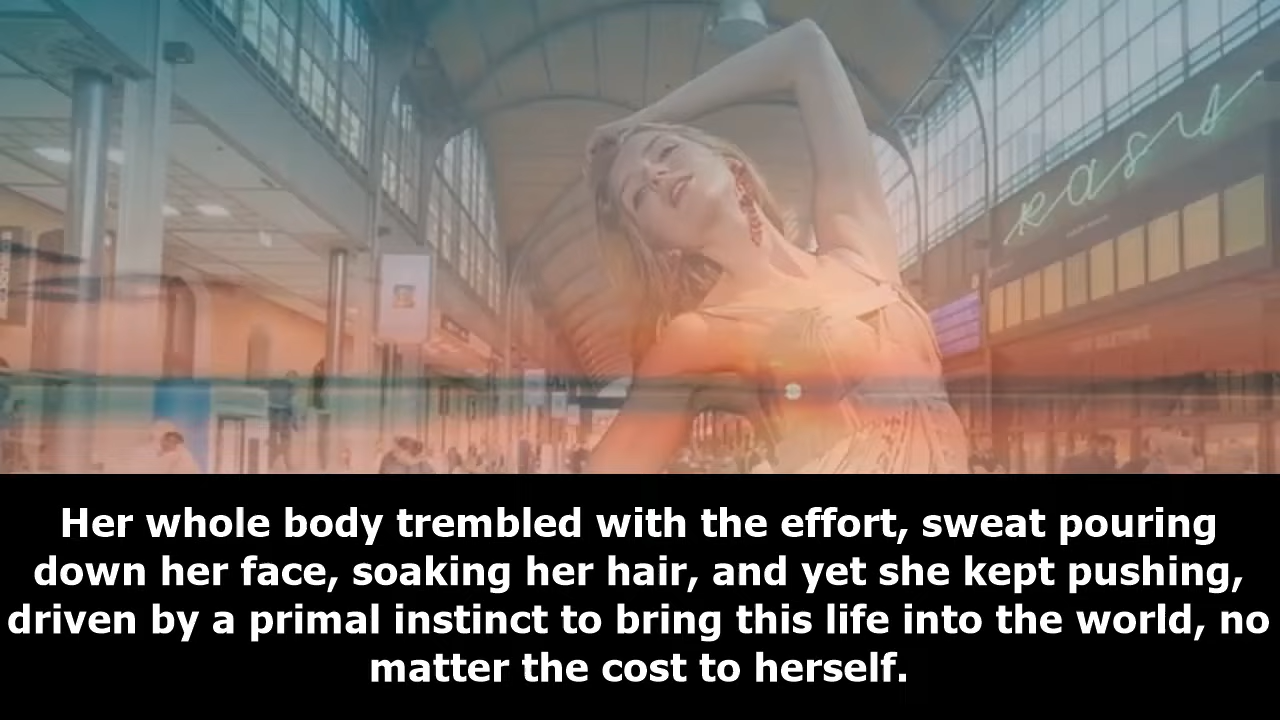 oasis
Her whole body trembled with the effort, sweat pouring
down her face, soaking her hair, and yet she kept pushing,
driven by a primal instinct to bring this life into the world, no
matter the cost to herself.